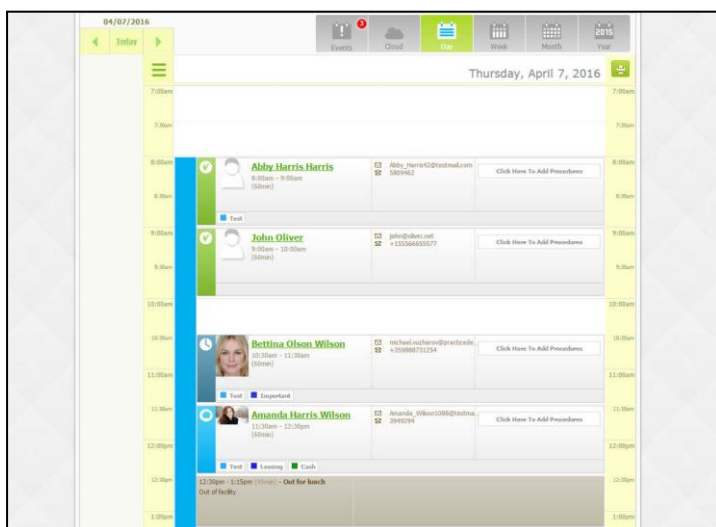 04/07/2016
Today
3
Events
Cloud
Day
Week
Month
2015
Year
Thursday, April 7, 2016
7:00am
7:00am
7:30am
7:30am
8:00am
Abby Harris Harris
8:00am - 9:00am
(60min)
Abby_Harris42@testmail.com
5809462
Click Here To Add Procedures
8:00am
8:30am
8:30am
Test
9:00am
John Oliver
9:00am - 10:00am
(60min)
john@oliver.net
+155566655577
Click Here To Add Procedures
9:00am
9:30am
9:30am
10:00am
10:00am
10:30am
Bettina Olson Wilson
10:30am - 11:30am
(60min)
+359888731254
Click Here To Add Procedures
10:30am
11:00am
11:00am
Test
Important
11:30am
Amanda Harris Wilson
11:30am - 12:30pm
(60min)
3949294
Click Here To Add Procedures
11:30am
12:00pm
12:00pm
Test
Leasing
Cash
12:30pm
12:30pm - 1:15pm (45min) - Out for lunch
Out of facility
12:30pm
1:00pm
1:00pm